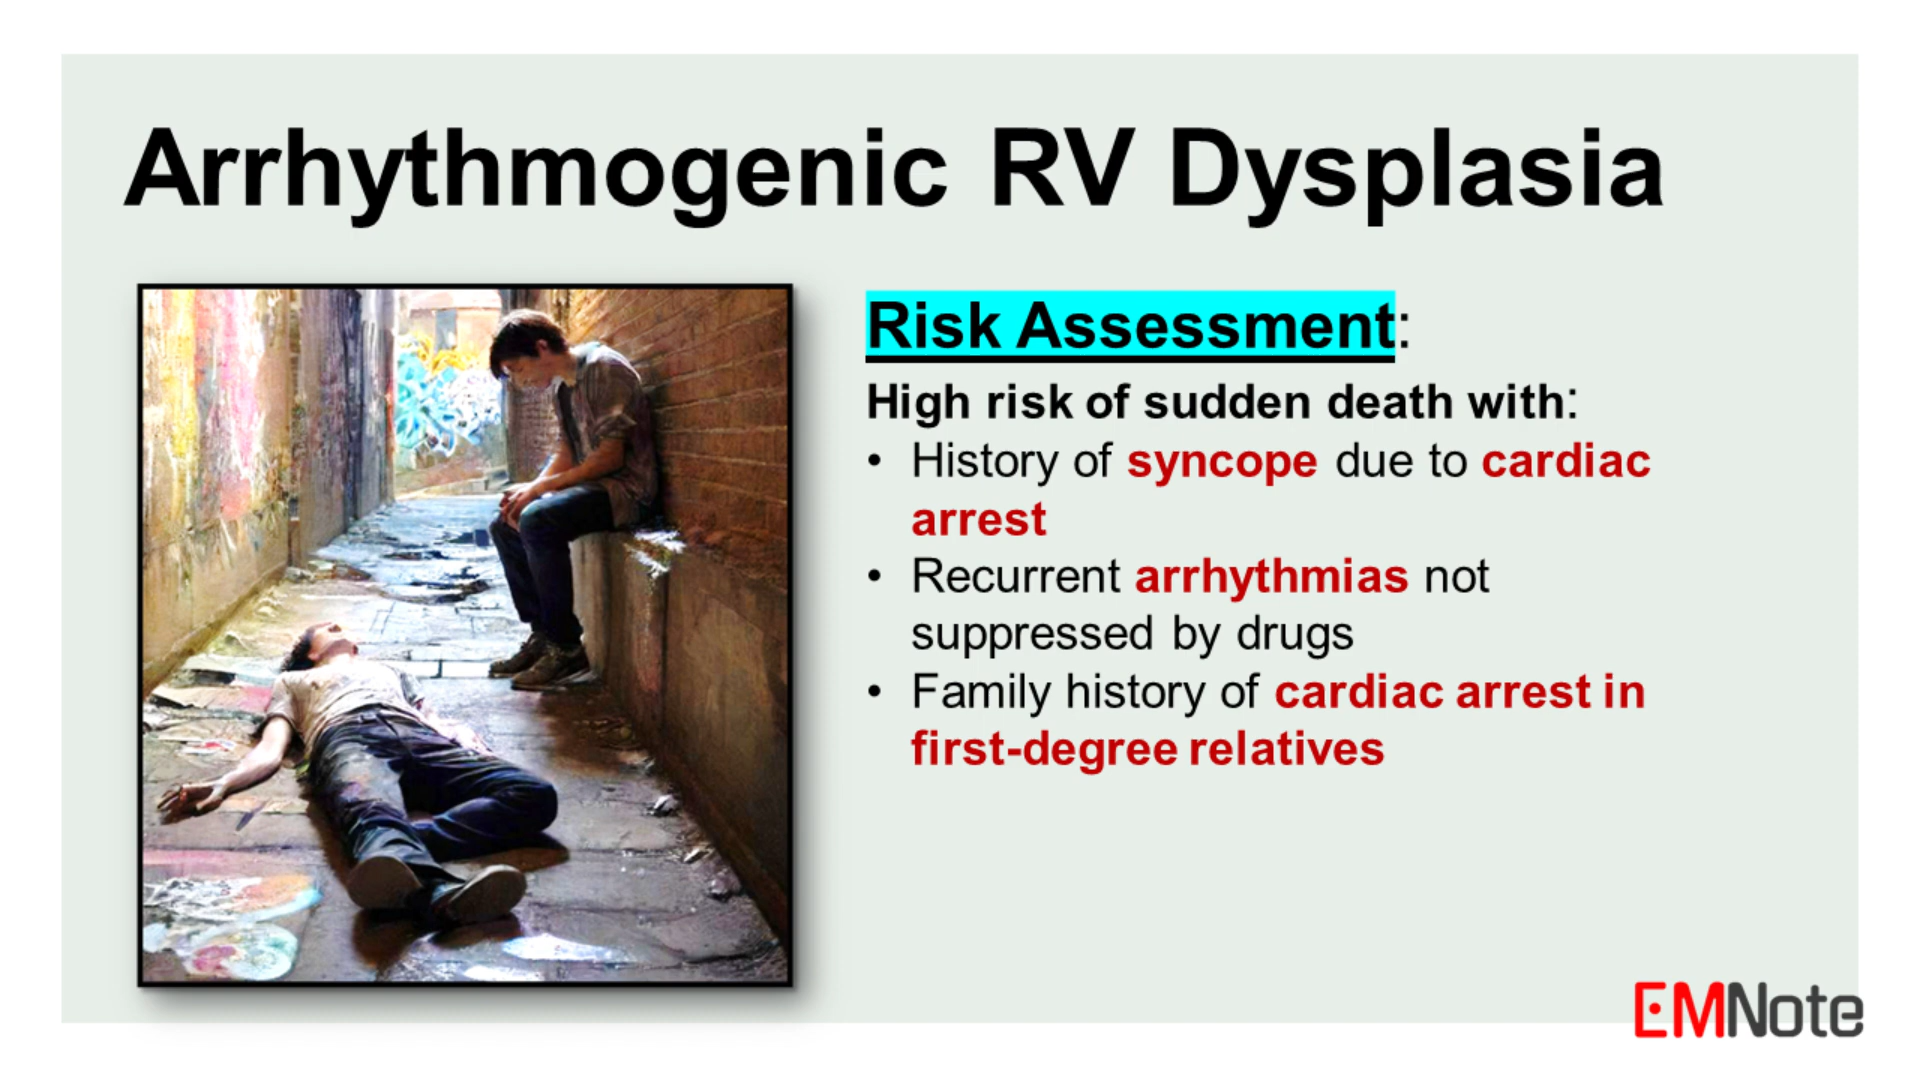 Arrhythmogenic RV Dysplasia
Risk Assessment:
High risk of sudden death with:
• History of syncope due to cardiac
arrest
• Recurrent arrhythmias not
suppressed by drugs
• Family history of cardiac arrest in
first-degree relatives
EMNote